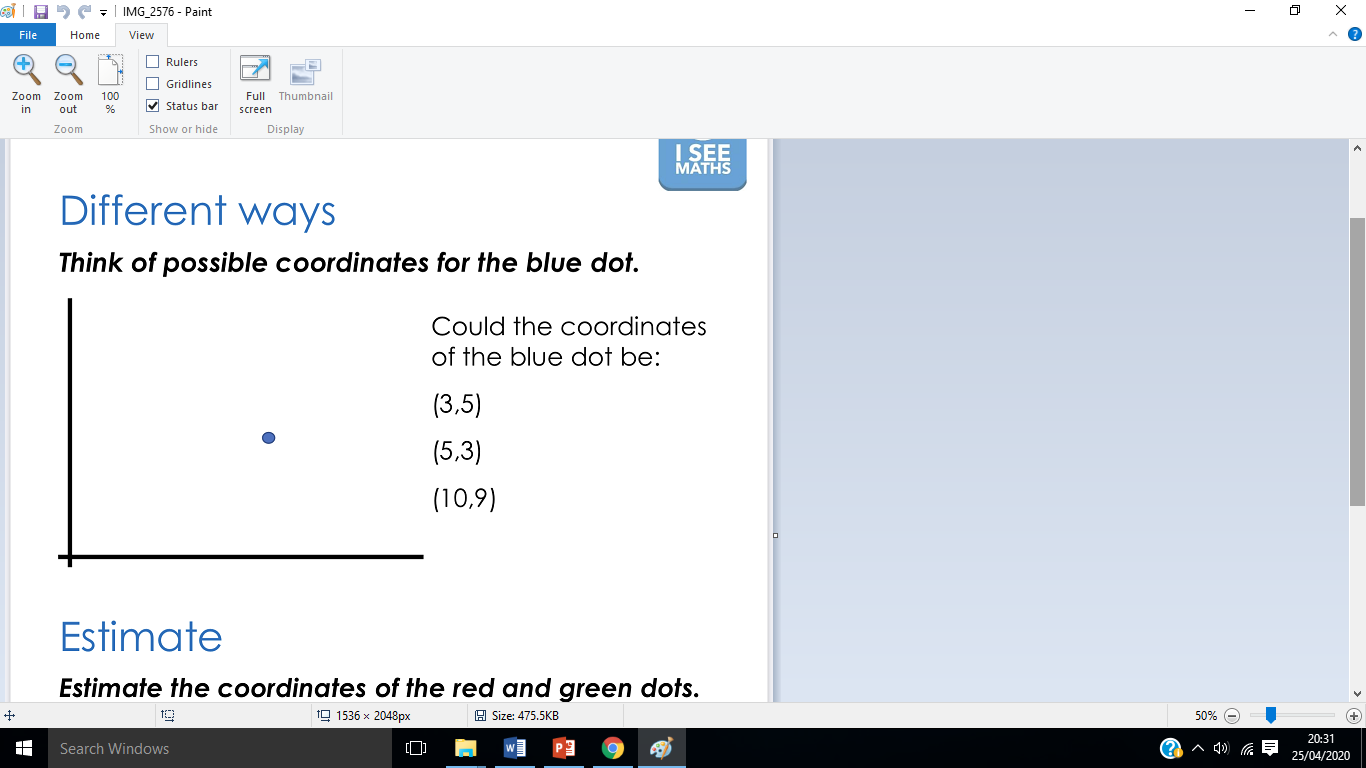 IMG_2576 - Paint
File Home View
Zoom in
Zoom out
100 %
Rulers
Gridlines
Status bar
Full screen
Thumbnail
Zoom
Show or hide
Display
I SEE
MATHS
Different ways
Think of possible coordinates for the blue dot.
Could the coordinates
of the blue dot be:
(3,5)
(5,3)
(10,9)
Estimate
Estimate the coordinates of the red and green dots.
1536 × 2048px
Size: 475.5KB
50%
Search Windows
20:31
25/04/2020